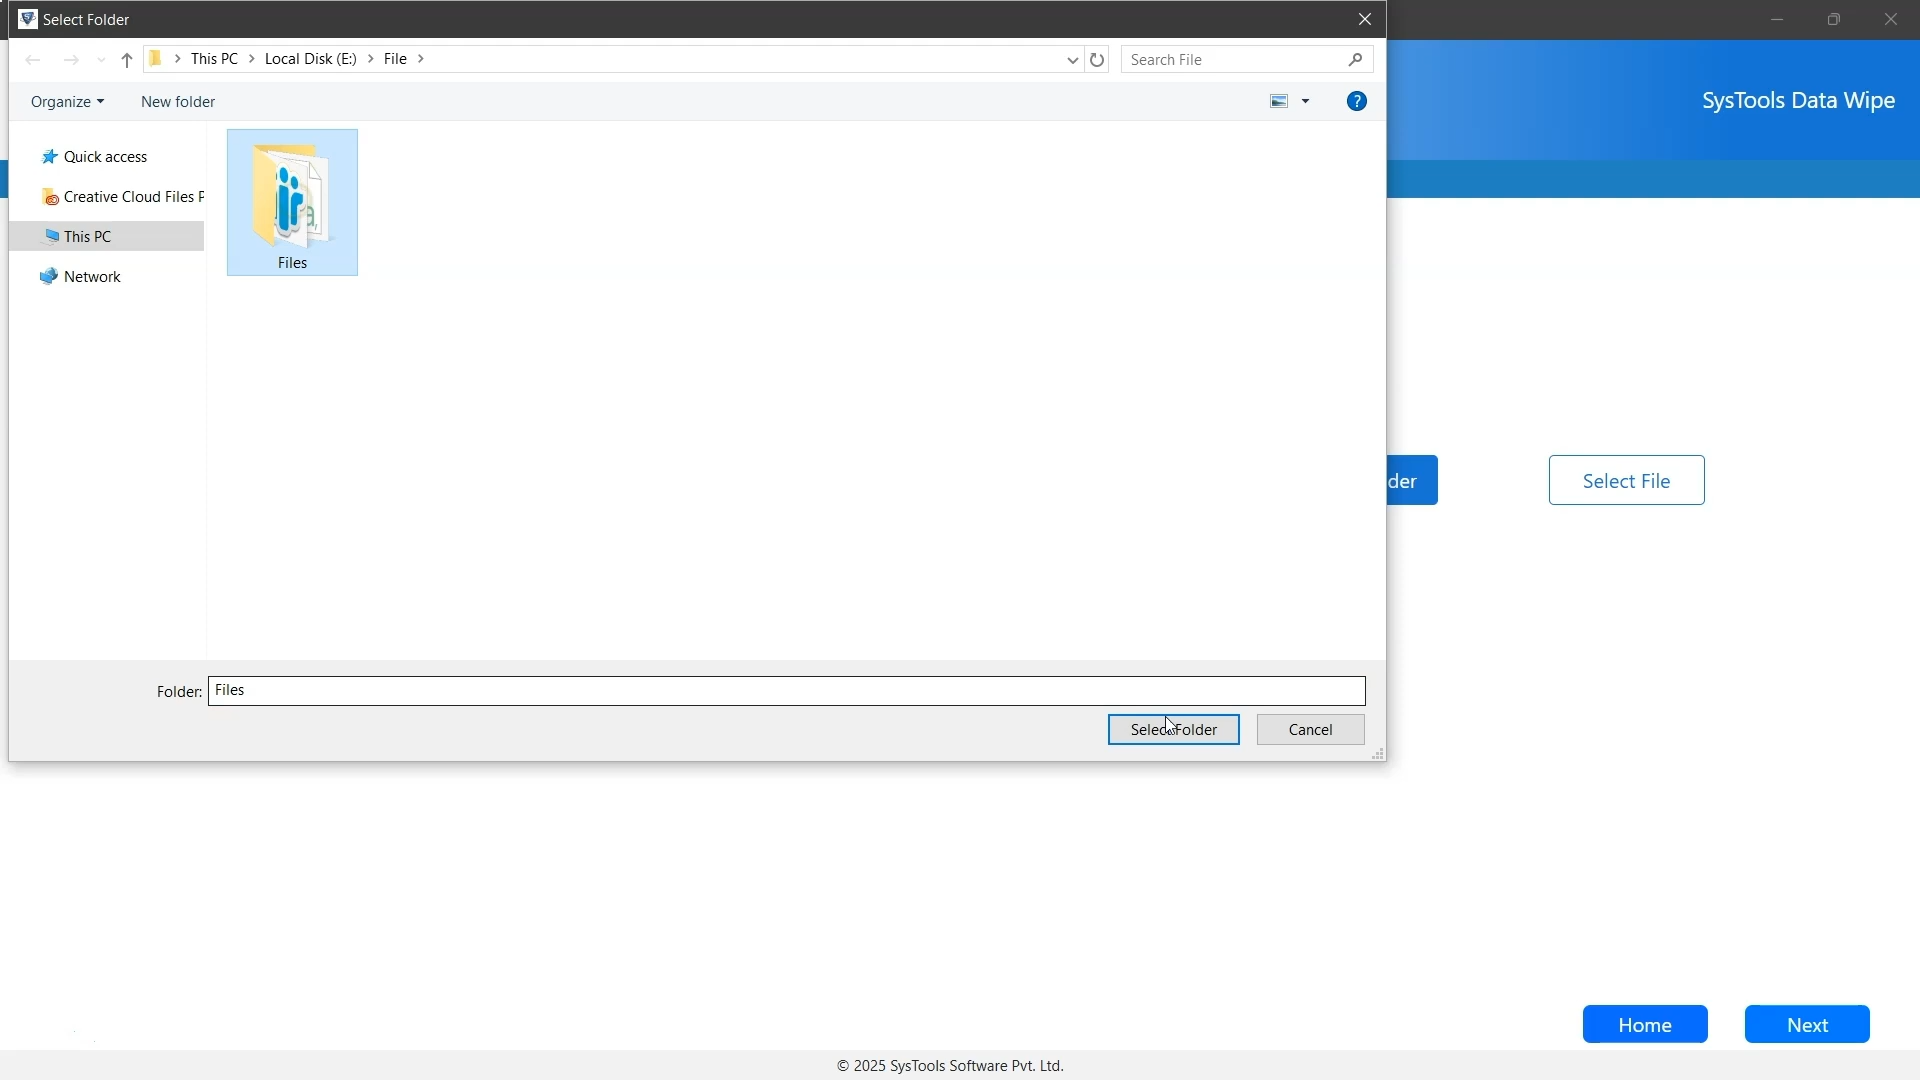 Select Folder
This PC > Local Disk (E:) > File >
Search File
SysTools Data Wipe
Organize
New folder
?
Quick access
Creative Cloud Files
This PC
Network
Files
der
Select File
Folder:
Files
Select Folder
Cancel
Home
Next
© 2025 SysTools Software Pvt. Ltd.